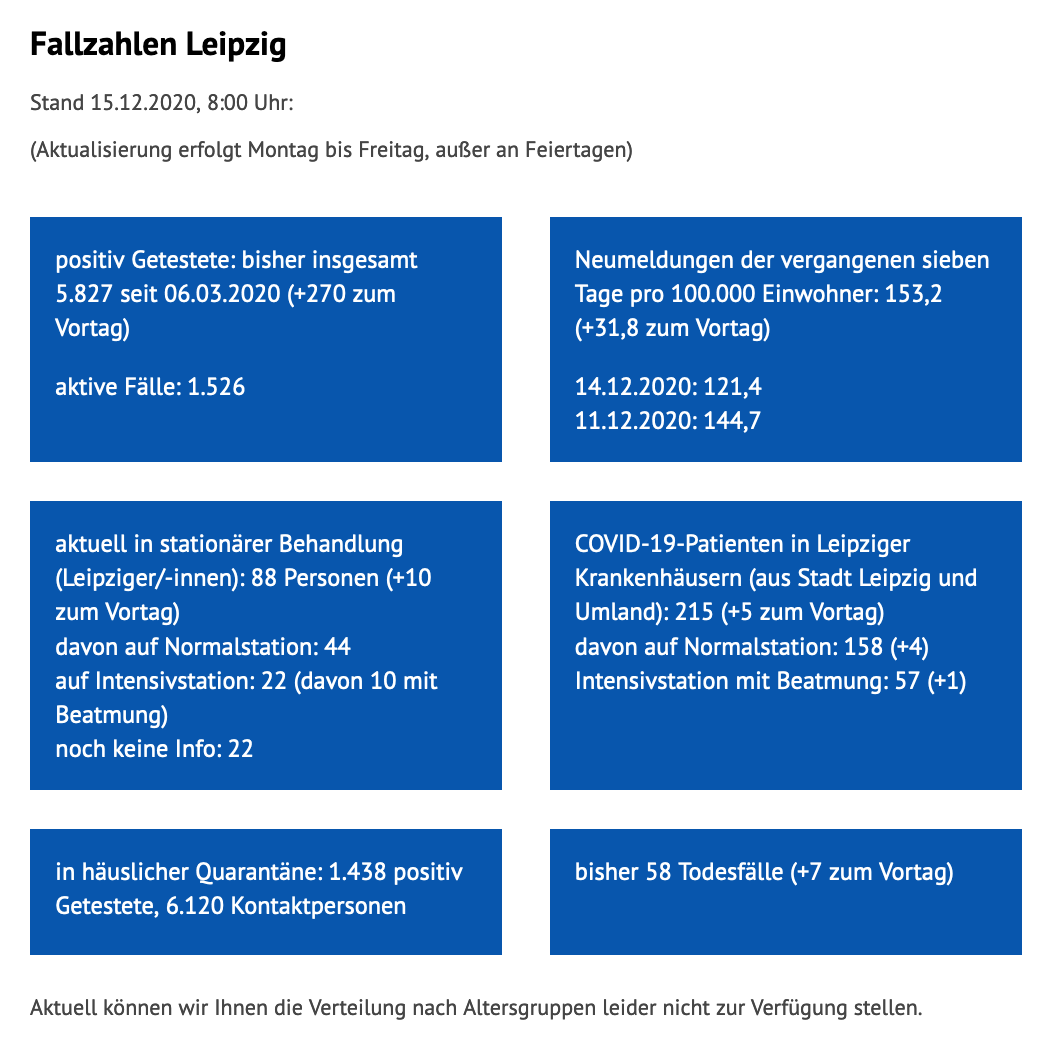 Fallzahlen Leipzig
Stand 15.12.2020, 8:00 Uhr:
(Aktualisierung erfolgt Montag bis Freitag, außer an Feiertagen)
positiv Getestete: bisher insgesamt
5.827 seit 06.03.2020 (+270 zum
Vortag)
aktive Fälle: 1.526
Neumeldungen der vergangenen sieben
Tage pro 100.000 Einwohner: 153,2
(+31,8 zum Vortag)
14.12.2020: 121,4
11.12.2020: 144,7
aktuell in stationärer Behandlung
(Leipziger/-innen): 88 Personen (+10
zum Vortag)
davon auf Normalstation: 44
auf Intensivstation: 22 (davon 10 mit
Beatmung)
noch keine Info: 22
COVID-19-Patienten in Leipziger
Krankenhäusern (aus Stadt Leipzig und
Umland): 215 (+5 zum Vortag)
davon auf Normalstation: 158 (+4)
Intensivstation mit Beatmung: 57 (+1)
in häuslicher Quarantäne: 1.438 positiv
Getestete, 6.120 Kontaktpersonen
bisher 58 Todesfälle (+7 zum Vortag)
Aktuell können wir Ihnen die Verteilung nach Altersgruppen leider nicht zur Verfügung stellen.